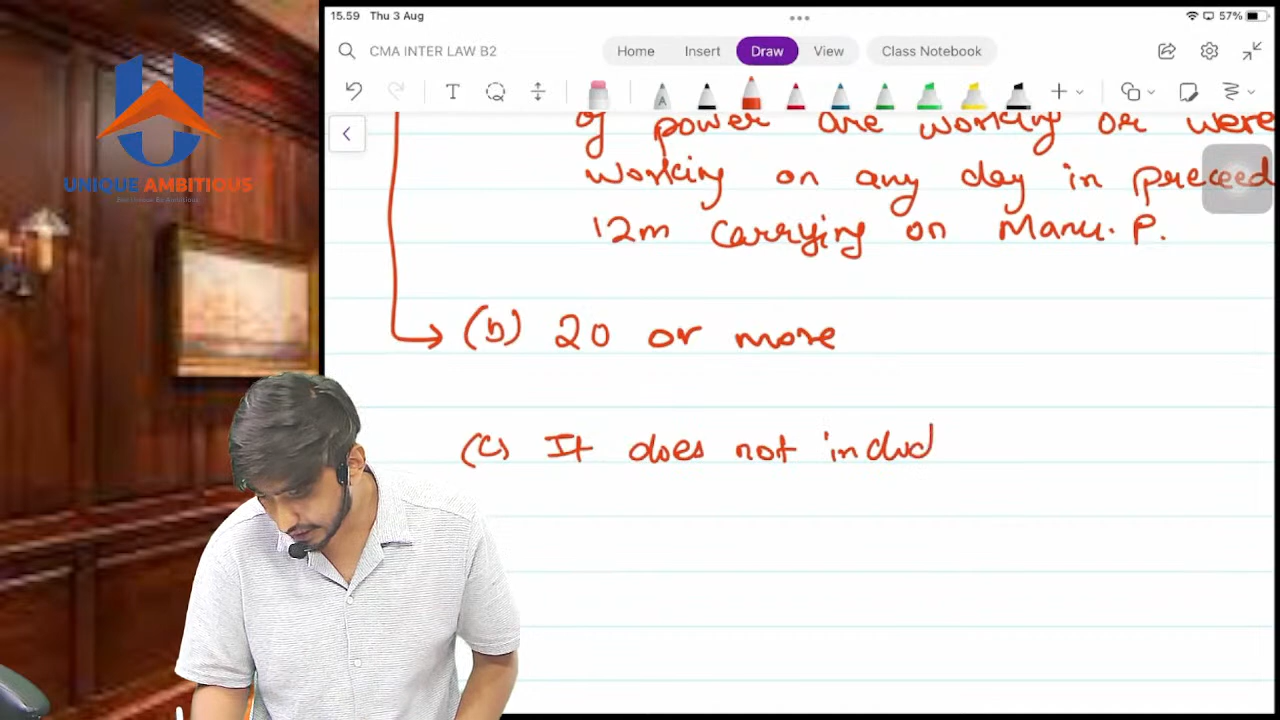 15.59 Thu 3 Aug
57%
CMA INTER LAW B2
Home Insert Draw View Class Notebook
UNIQUE AMBITIOUS
of power are working or were
working on any day in preceed
12m carrying on Manu. P.
(b) 20 or more
(c) It does not includ